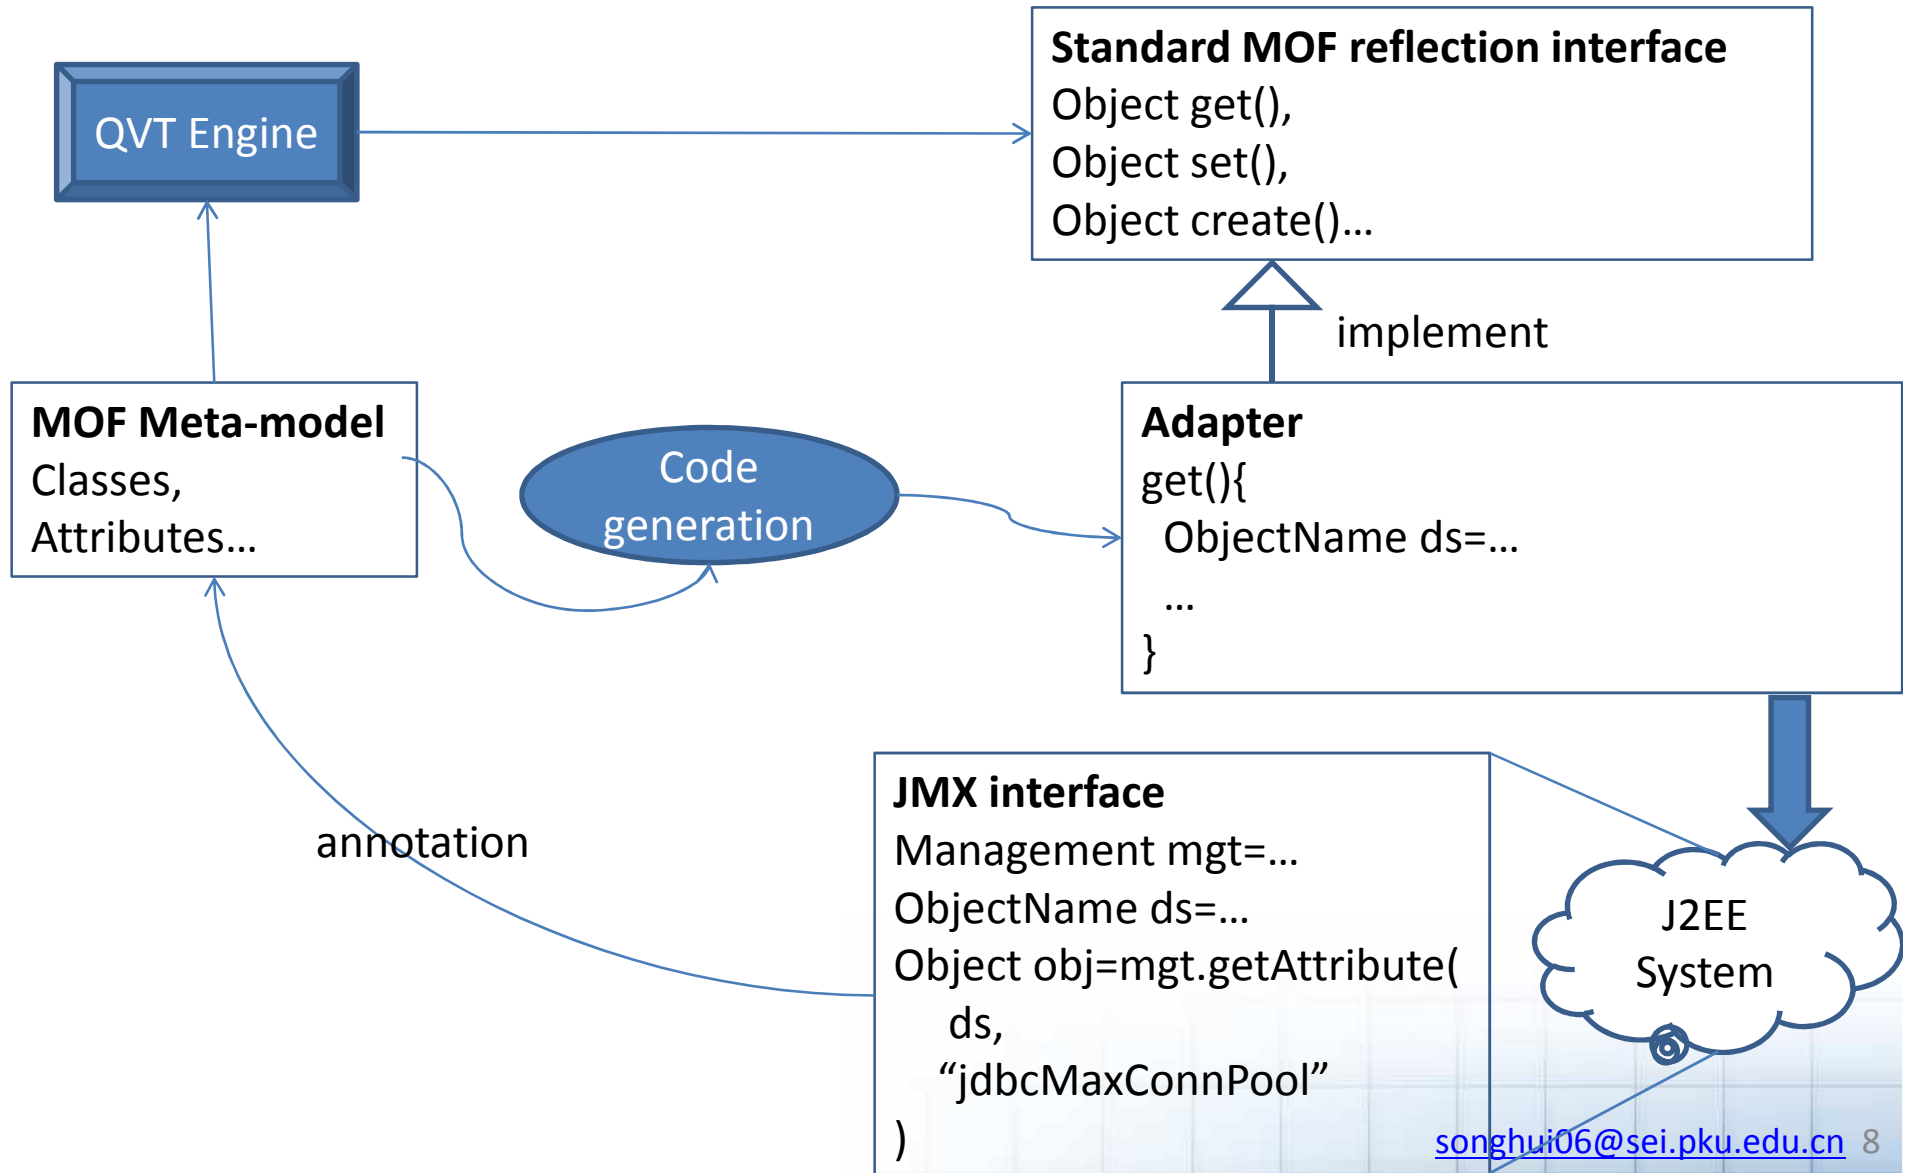 QVT Engine
Standard MOF reflection interface
Object get(),
Object set(),
Object create()…
implement
MOF Meta-model
Classes,
Attributes…
Code
generation
Adapter
get(){
ObjectName ds=…
…
}
annotation
JMX interface
Management mgt=…
ObjectName ds=…
Object obj=mgt.getAttribute(
ds,
“jdbcMaxConnPool”
)
J2EE
System
songhui06@sei.pku.edu.cn 8